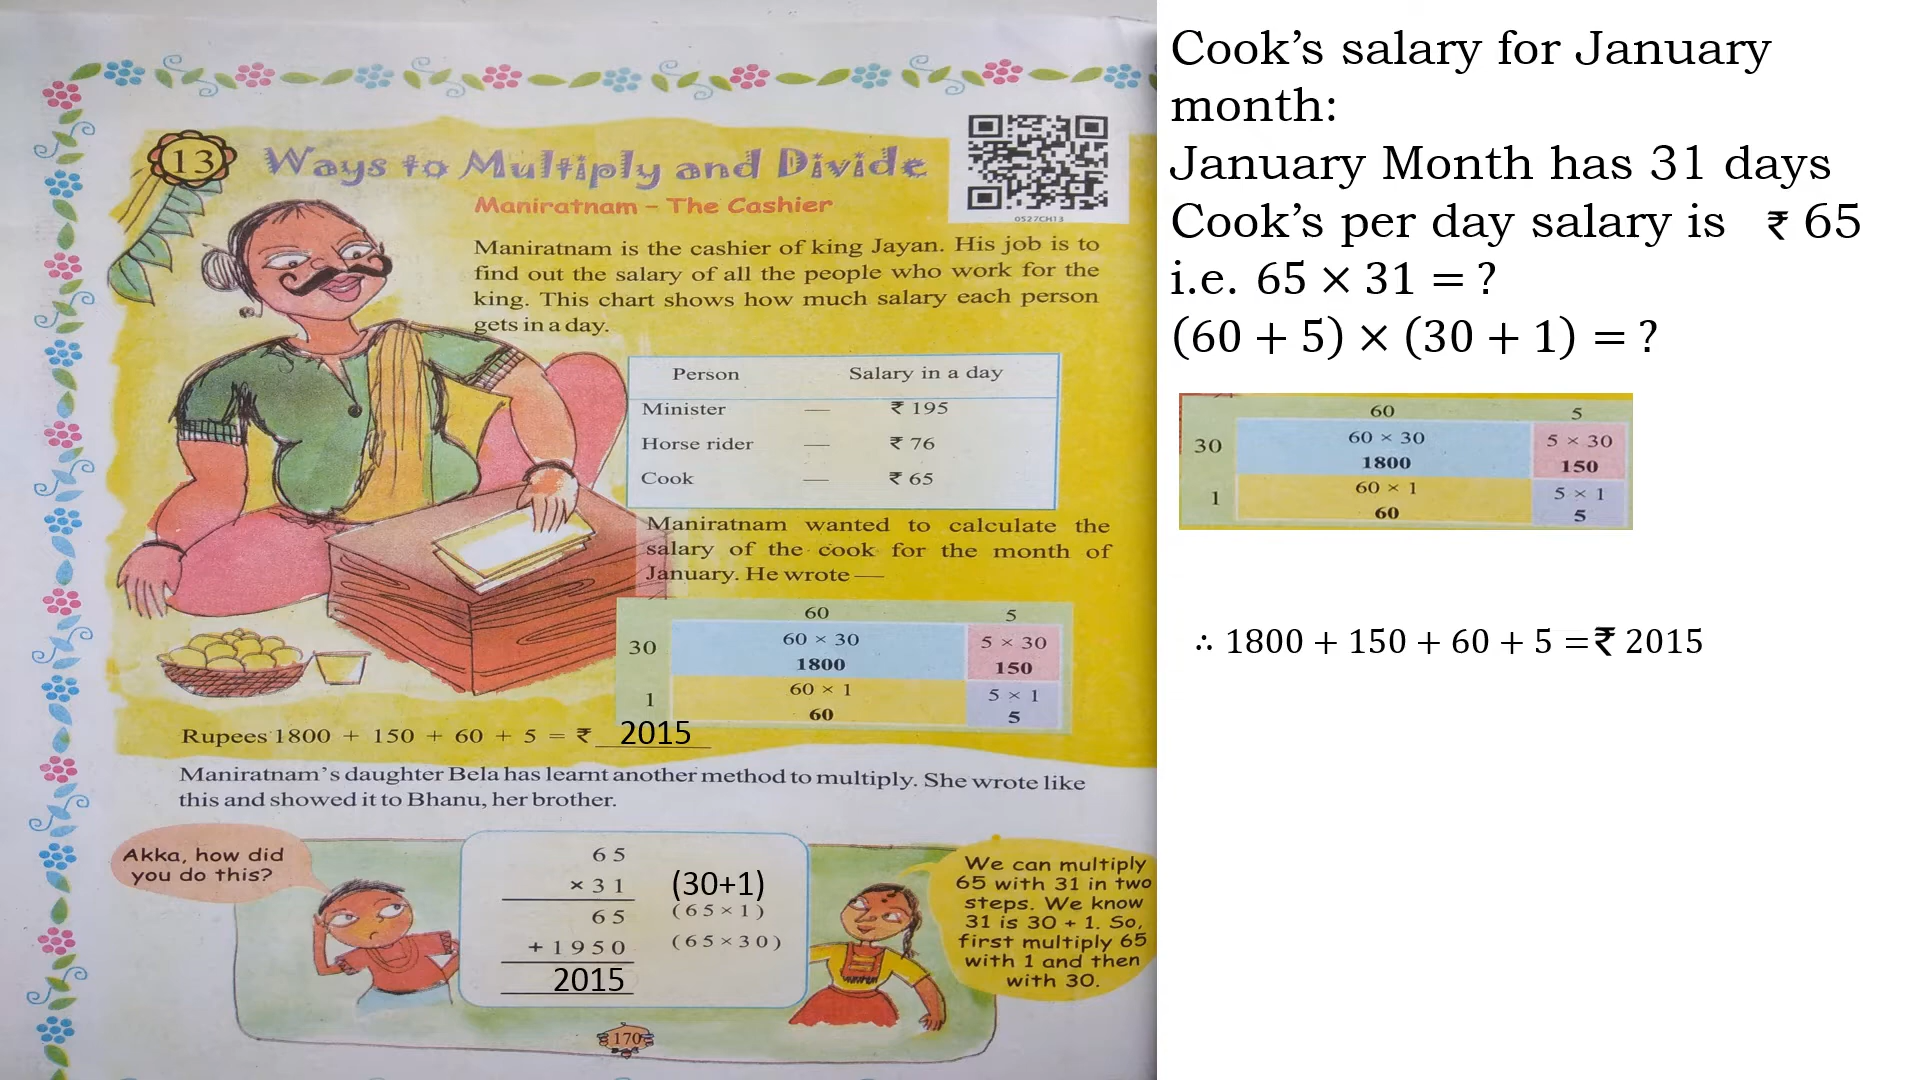 13
Ways to Multiply and Divide
0527CH13
Maniratnam – The Cashier
Maniratnam is the cashier of king Jayan. His job is to
find out the salary of all the people who work for the
king. This chart shows how much salary each person
gets in a day.
Person Salary in a day
Minister — ₹ 195
Horse rider — ₹ 76
Cook — ₹ 65
Maniratnam wanted to calculate the
salary of the cook for the month of
January. He wrote —
60 5
30 60 × 30 5 × 30
1800 150
1 60 × 1 5 × 1
60 5
Rupees 1800 + 150 + 60 + 5 = ₹ 2015
Maniratnam's daughter Bela has learnt another method to multiply. She wrote like
this and showed it to Bhanu, her brother.
Akka, how did
you do this?
65
× 31 (30+1)
65 (65 × 1)
+ 1950 (65 × 30)
2015
We can multiply
65 with 31 in two
steps. We know
31 is 30 + 1. So,
first multiply 65
with 1 and then
with 30.
170
Cook’s salary for January
month:
January Month has 31 days
Cook’s per day salary is ₹ 65
i.e. 65 × 31 = ?
(60 + 5) × (30 + 1) = ?
60 5
30 60 × 30 5 × 30
1800 150
1 60 × 1 5 × 1
60 5
∴ 1800 + 150 + 60 + 5 =₹ 2015